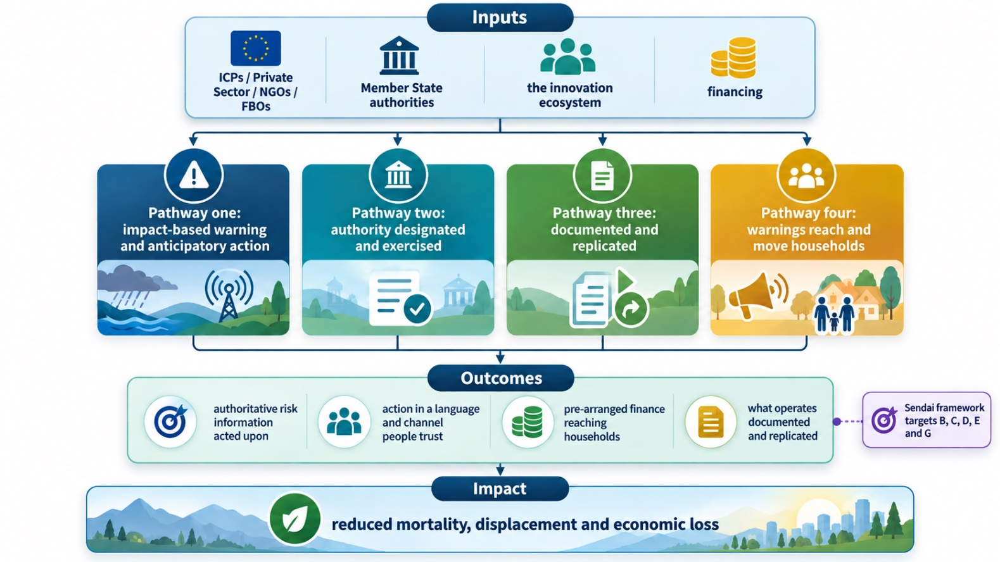 Inputs
ICPs / Private
Sector / NGOs /
FBOs
Member State
authorities
the innovation
ecosystem
financing
Pathway one:
impact-based warning
and anticipatory action
Pathway two:
authority designated
and exercised
Pathway three:
documented and
replicated
Pathway four:
warnings reach and
move households
Outcomes
authoritative risk
information
acted upon
action in a language
and channel
people trust
pre-arranged finance
reaching
households
what operates
documented
and replicated
Sendai framework
targets B, C, D, E
and G
Impact
reduced mortality, displacement and economic loss